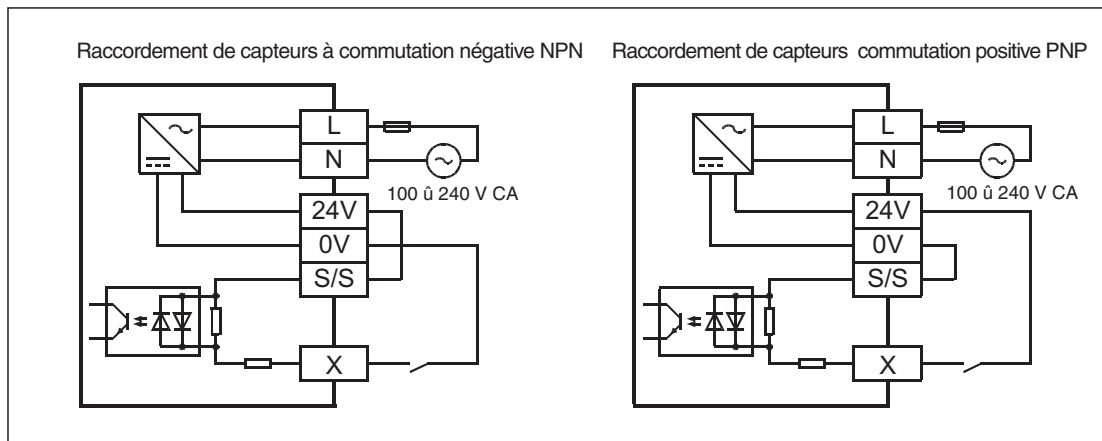 Raccordement de capteurs à commutation négative NPN
L
N
100 û 240 V CA
24V
0V
S/S
X
Raccordement de capteurs commutation positive PNP
L
N
100 û 240 V CA
24V
0V
S/S
X